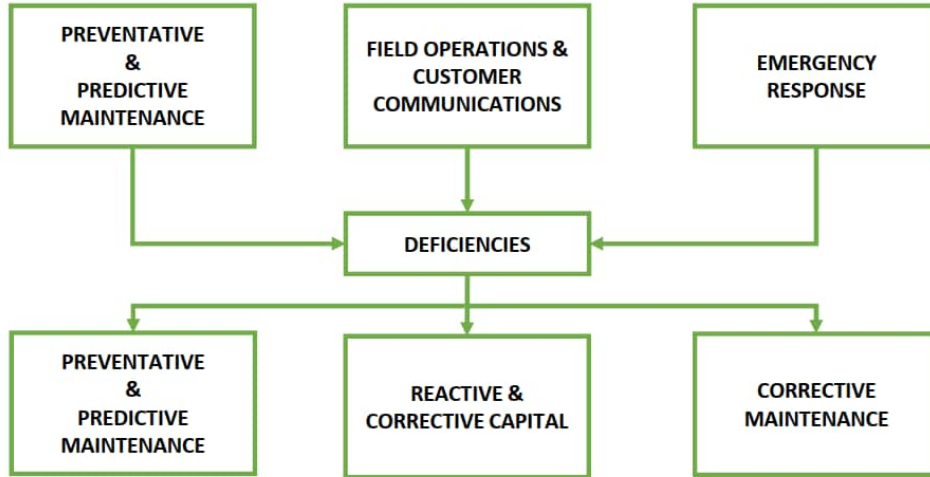 PREVENTATIVE
&
PREDICTIVE
MAINTENANCE
FIELD OPERATIONS &
CUSTOMER
COMMUNICATIONS
EMERGENCY
RESPONSE
DEFICIENCIES
PREVENTATIVE
&
PREDICTIVE
MAINTENANCE
REACTIVE &
CORRECTIVE CAPITAL
CORRECTIVE
MAINTENANCE